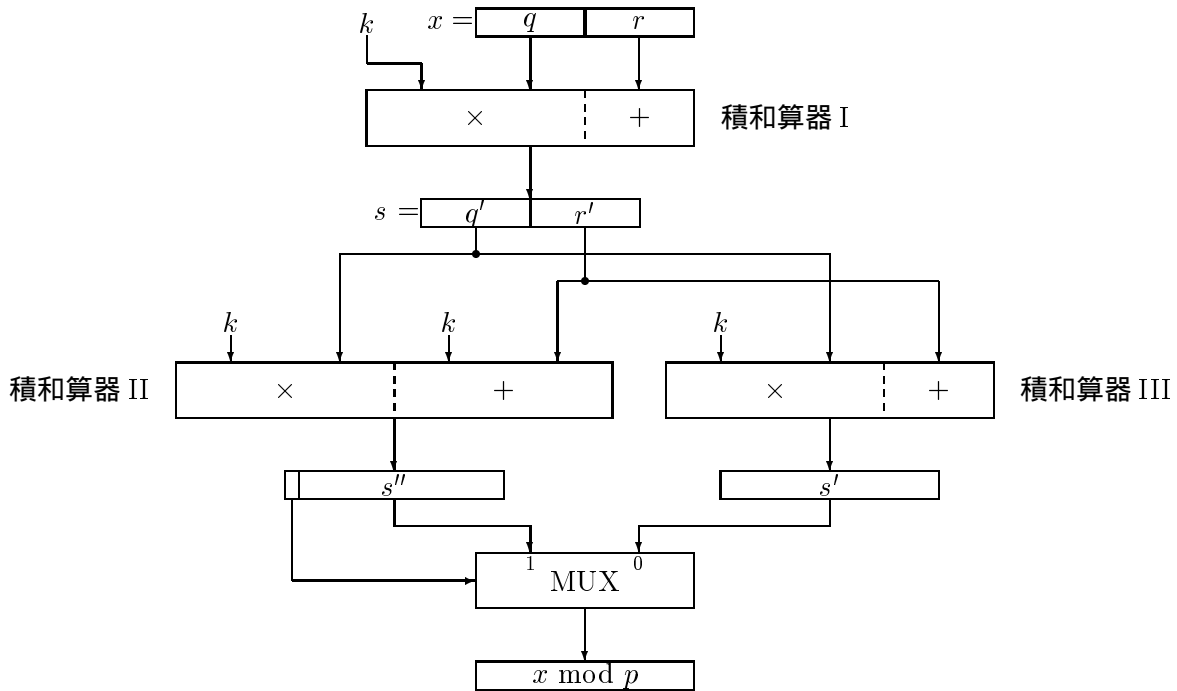 k
x = q r
× + 積和算器 I
s = q′ r′
k k k
積和算器 II × + × + 積和算器 III
s″ s′
1 0
MUX
x mod p